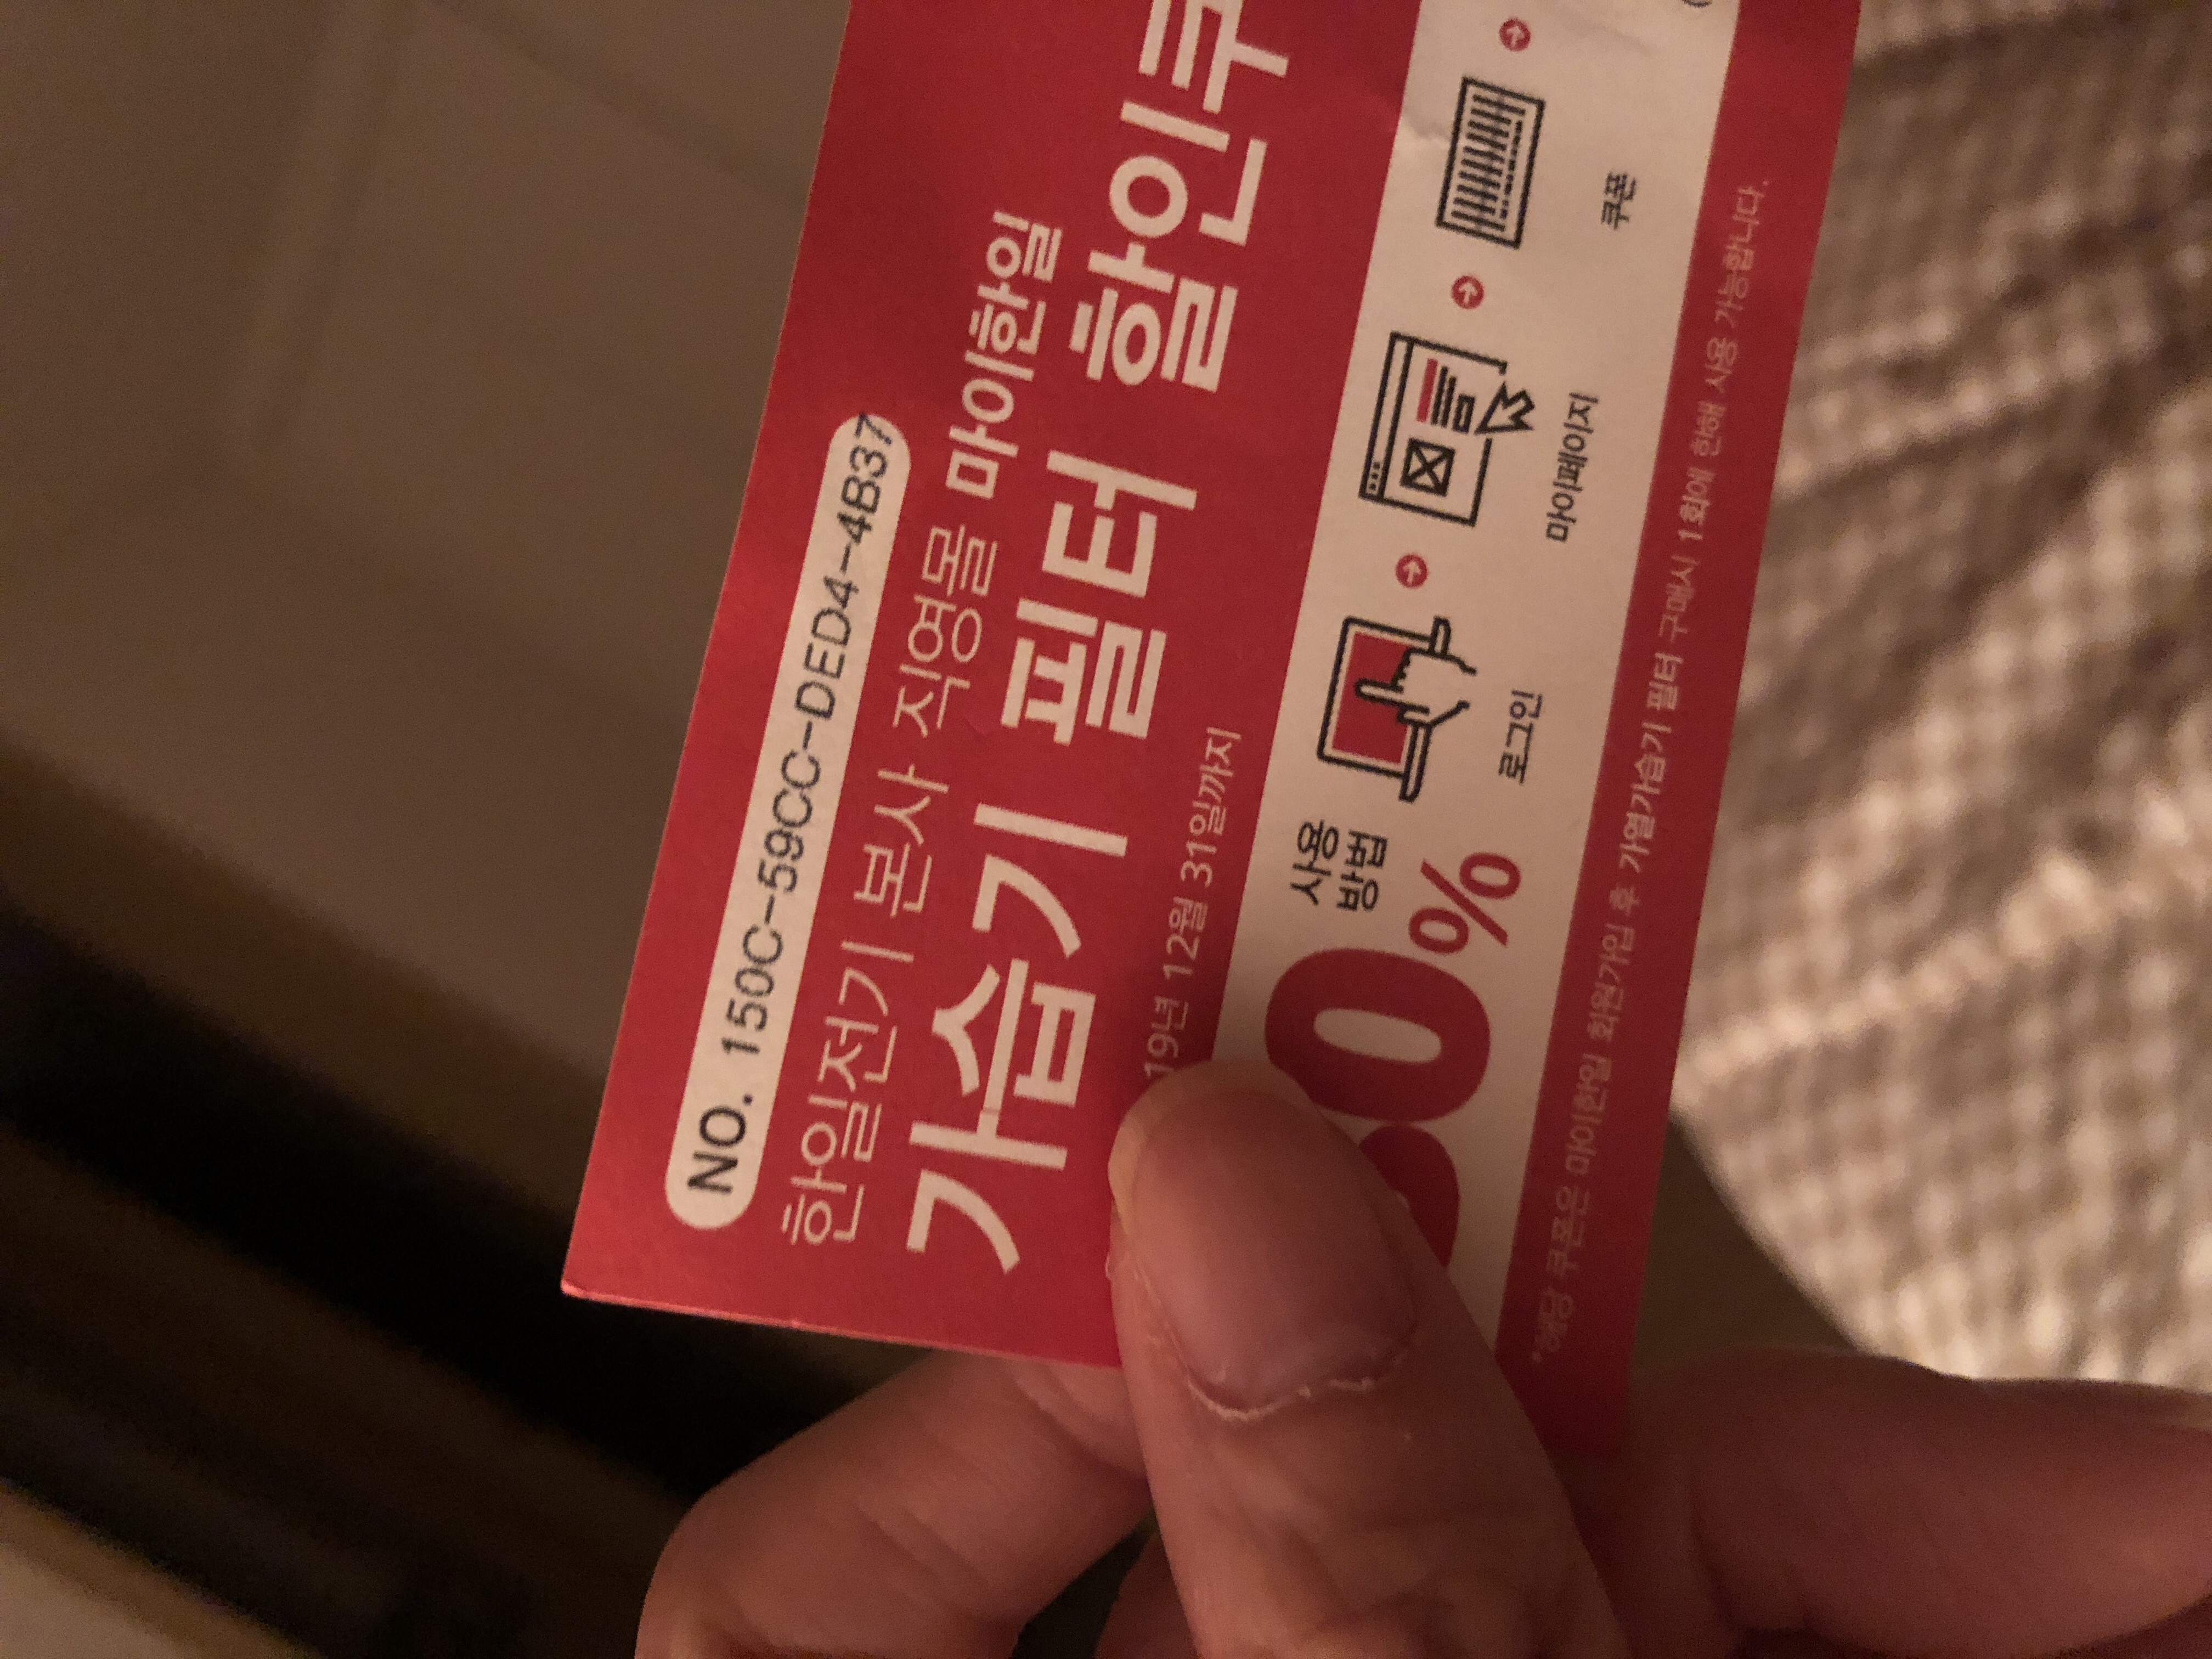 NO. 150C-59CC-DED4-4B37
한일전기 본사 직영몰 마이한일
가습기 필터 할인쿠
19년 12월 31일까지
0%
사용
방법
로그인
마이페이지
쿠폰
*해당 쿠폰은 마이한일 회원가입 후 가열가습기 필터 구매시 1회에 한해 사용 가능합니다.